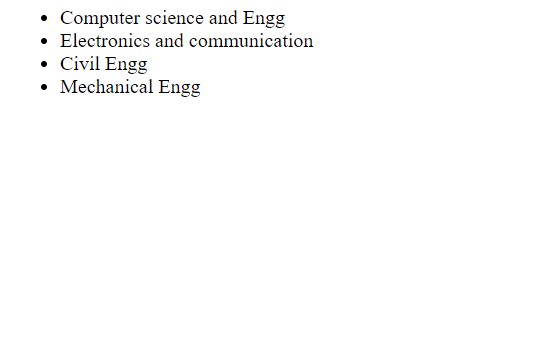 Computer science and Engg
Electronics and communication
Civil Engg
Mechanical Engg